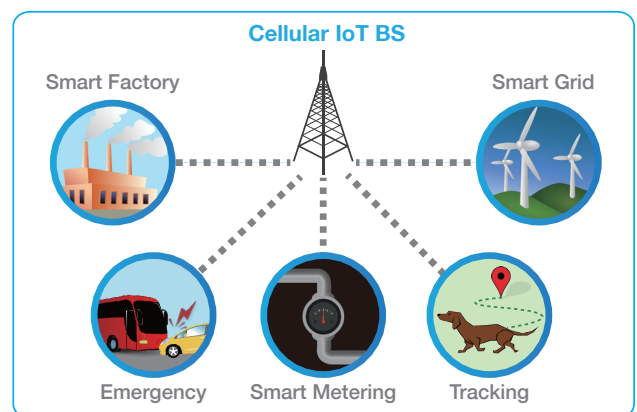 Cellular IoT BS
Smart Factory
Smart Grid
Emergency
Smart Metering
Tracking